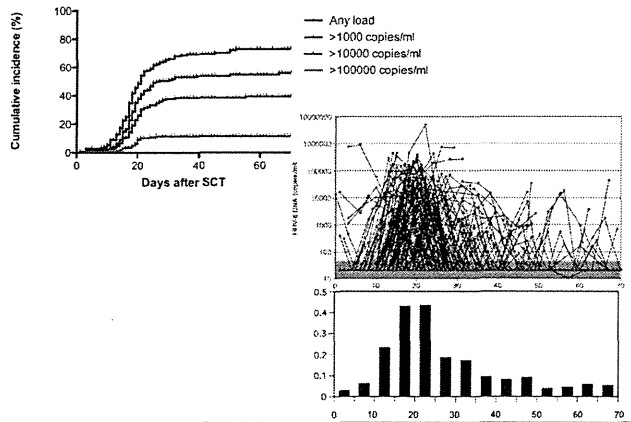 Any load
>1000 copies/ml
>10000 copies/ml
>100000 copies/ml
Cumulative incidence (%)
100
80
60
40
20
0
0 20 40 60
Days after SCT
0 10 20 30 40 50 60 70
0.5
0.4
0.3
0.2
0.1
0
0 10 20 30 40 50 60 70